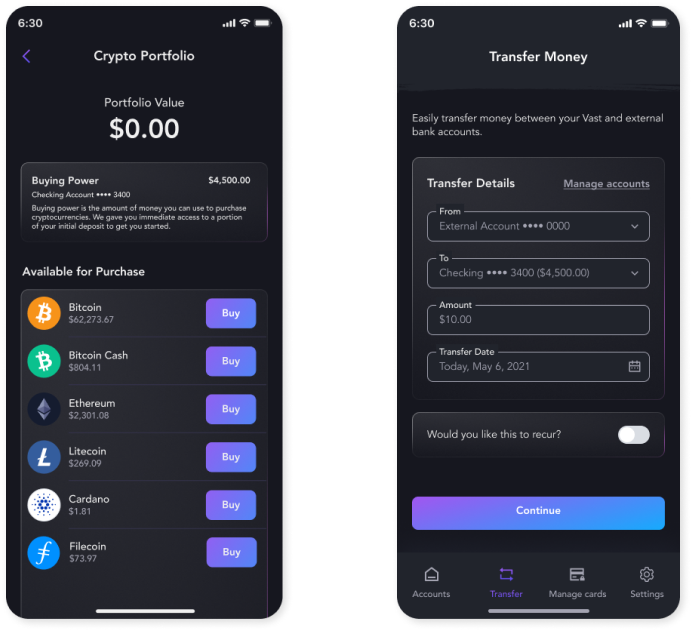 6:30
Crypto Portfolio
Portfolio Value
$0.00
Buying Power $4,500.00
Checking Account •••• 3400
Buying power is the amount of money you can use to purchase
cryptocurrencies. We gave you immediate access to a portion
of your initial deposit to get you started.
Available for Purchase
Bitcoin
$62,273.67
Buy
Bitcoin Cash
$804.11
Buy
Ethereum
$2,301.08
Buy
Litecoin
$269.09
Buy
Cardano
$1.81
Buy
Filecoin
$73.97
Buy
6:30
Transfer Money
Easily transfer money between your Vast and external
bank accounts.
Transfer Details Manage accounts
From
External Account •••• 0000
To
Checking •••• 3400 ($4,500.00)
Amount
$10.00
Transfer Date
Today, May 6, 2021
Would you like this to recur?
Continue
Accounts Transfer Manage cards Settings